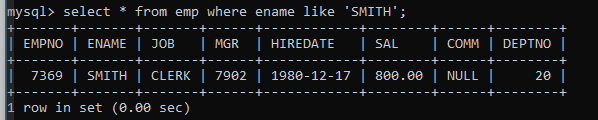 mysql> select * from emp where ename like 'SMITH';
+-------+-------+-------+------+------------+--------+------+--------+
| EMPNO | ENAME | JOB   | MGR  | HIREDATE   | SAL    | COMM | DEPTNO |
+-------+-------+-------+------+------------+--------+------+--------+
|  7369 | SMITH | CLERK | 7902 | 1980-12-17 | 800.00 | NULL |     20 |
+-------+-------+-------+------+------------+--------+------+--------+
1 row in set (0.00 sec)